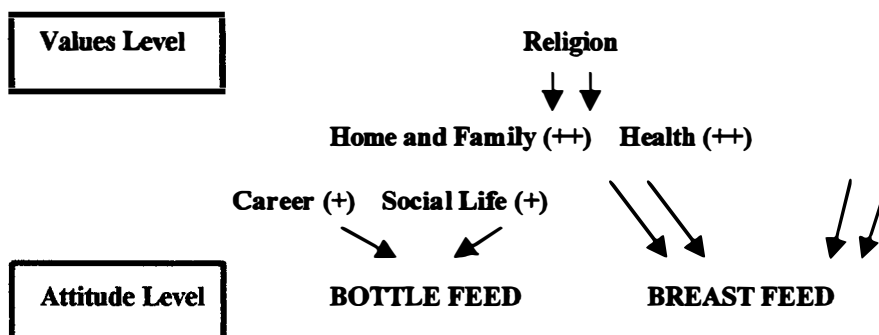 Values Level Religion
Home and Family (++) Health (++)
Career (+) Social Life (+)
Attitude Level BOTTLE FEED BREAST FEED